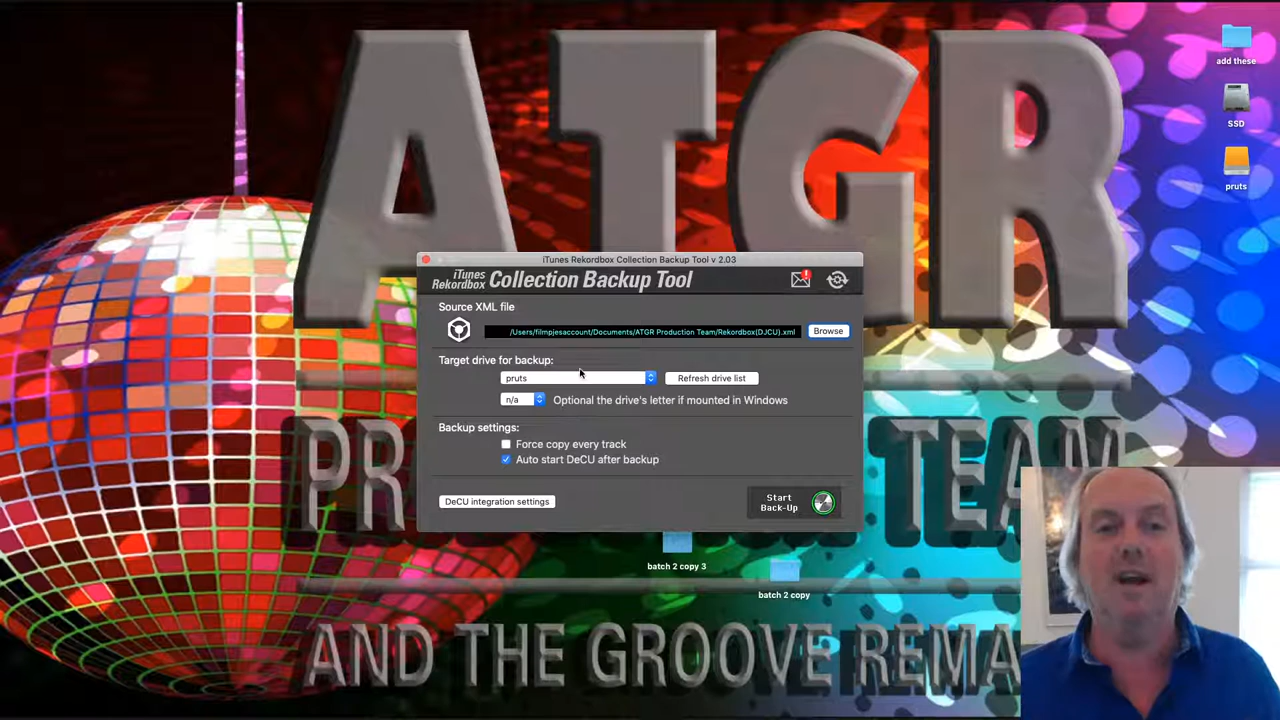 ATGR
add these
SSD
pruts
iTunes Rekordbox Collection Backup Tool v 2.03
iTunes
Rekordbox Collection Backup Tool
Source XML file
/Users/filmpjesaccount/Documents/ATGR Production Team/Rekordbox(DJCU).xml
Browse
Target drive for backup:
pruts
Refresh drive list
n/a
Optional the drive's letter if mounted in Windows
Backup settings:
Force copy every track
Auto start DeCU after backup
DeCU integration settings
Start
Back-Up
batch 2 copy 3
batch 2 copy
AND THE GROOVE REMA